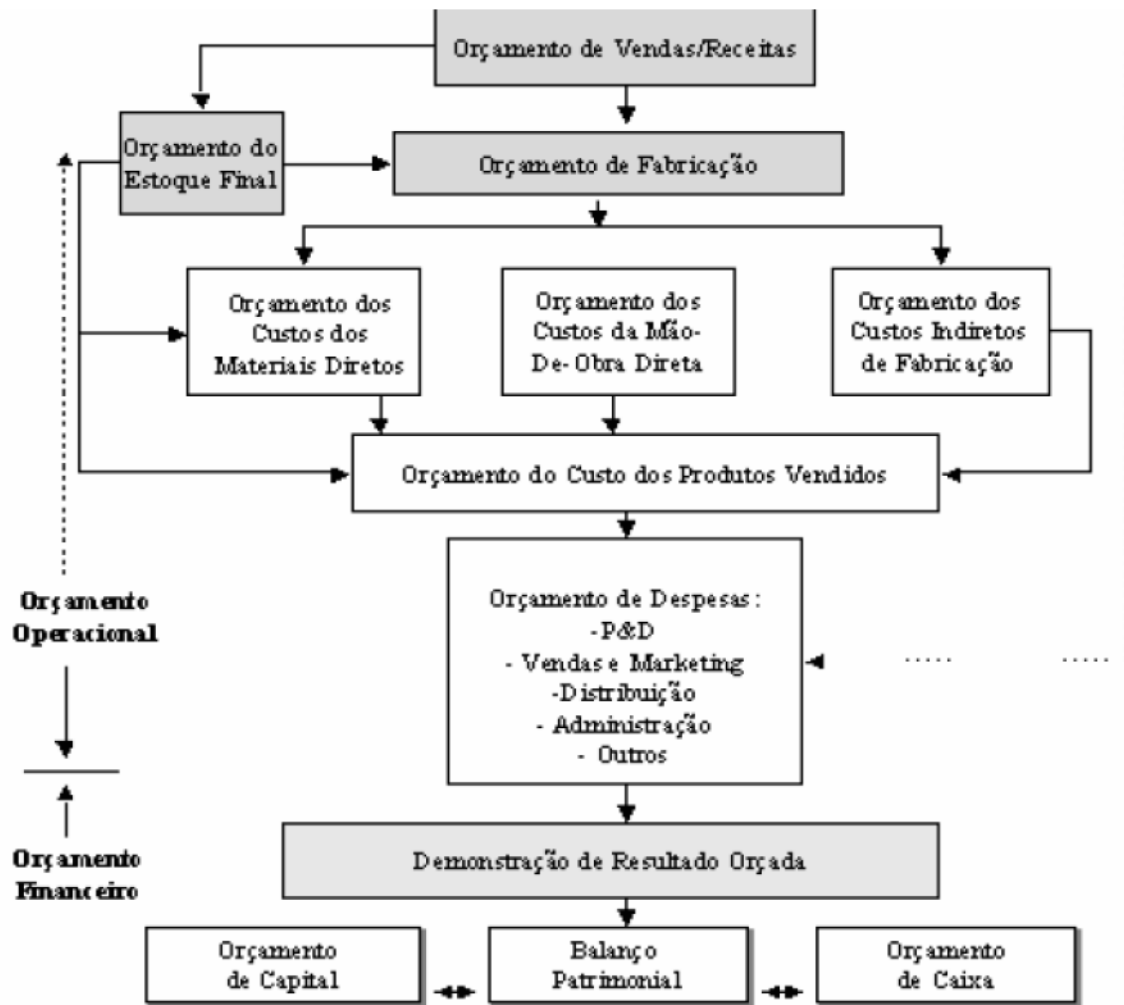 Orçamento de Vendas/Receitas
Orçamento do
Estoque Final
Orçamento de Fabricação
Orçamento dos
Custos dos
Materiais Diretos
Orçamento dos
Custos da Mão-
De-Obra Direta
Orçamento dos
Custos Indiretos
de Fabricação
Orçamento do Custo dos Produtos Vendidos
Orçamento
Operacional
Orçamento de Despesas:
-P&D
- Vendas e Marketing
-Distribuição
- Administração
- Outros
Orçamento
Financeiro
Demonstração de Resultado Orçada
Orçamento
de Capital
Balanço
Patrimonial
Orçamento
de Caixa